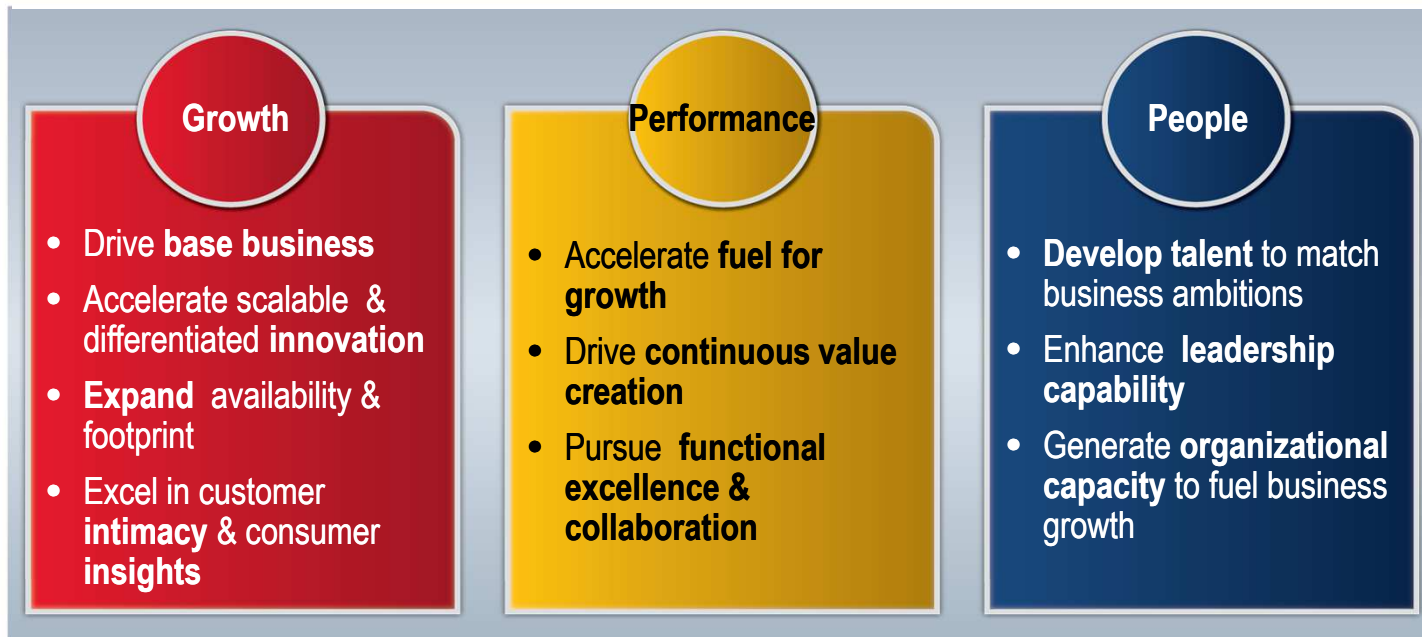 Growth
• Drive base business
• Accelerate scalable &
differentiated innovation
• Expand availability &
footprint
• Excel in customer
intimacy & consumer
insights
Performance
• Accelerate fuel for
growth
• Drive continuous value
creation
• Pursue functional
excellence &
collaboration
People
• Develop talent to match
business ambitions
• Enhance leadership
capability
• Generate organizational
capacity to fuel business
growth